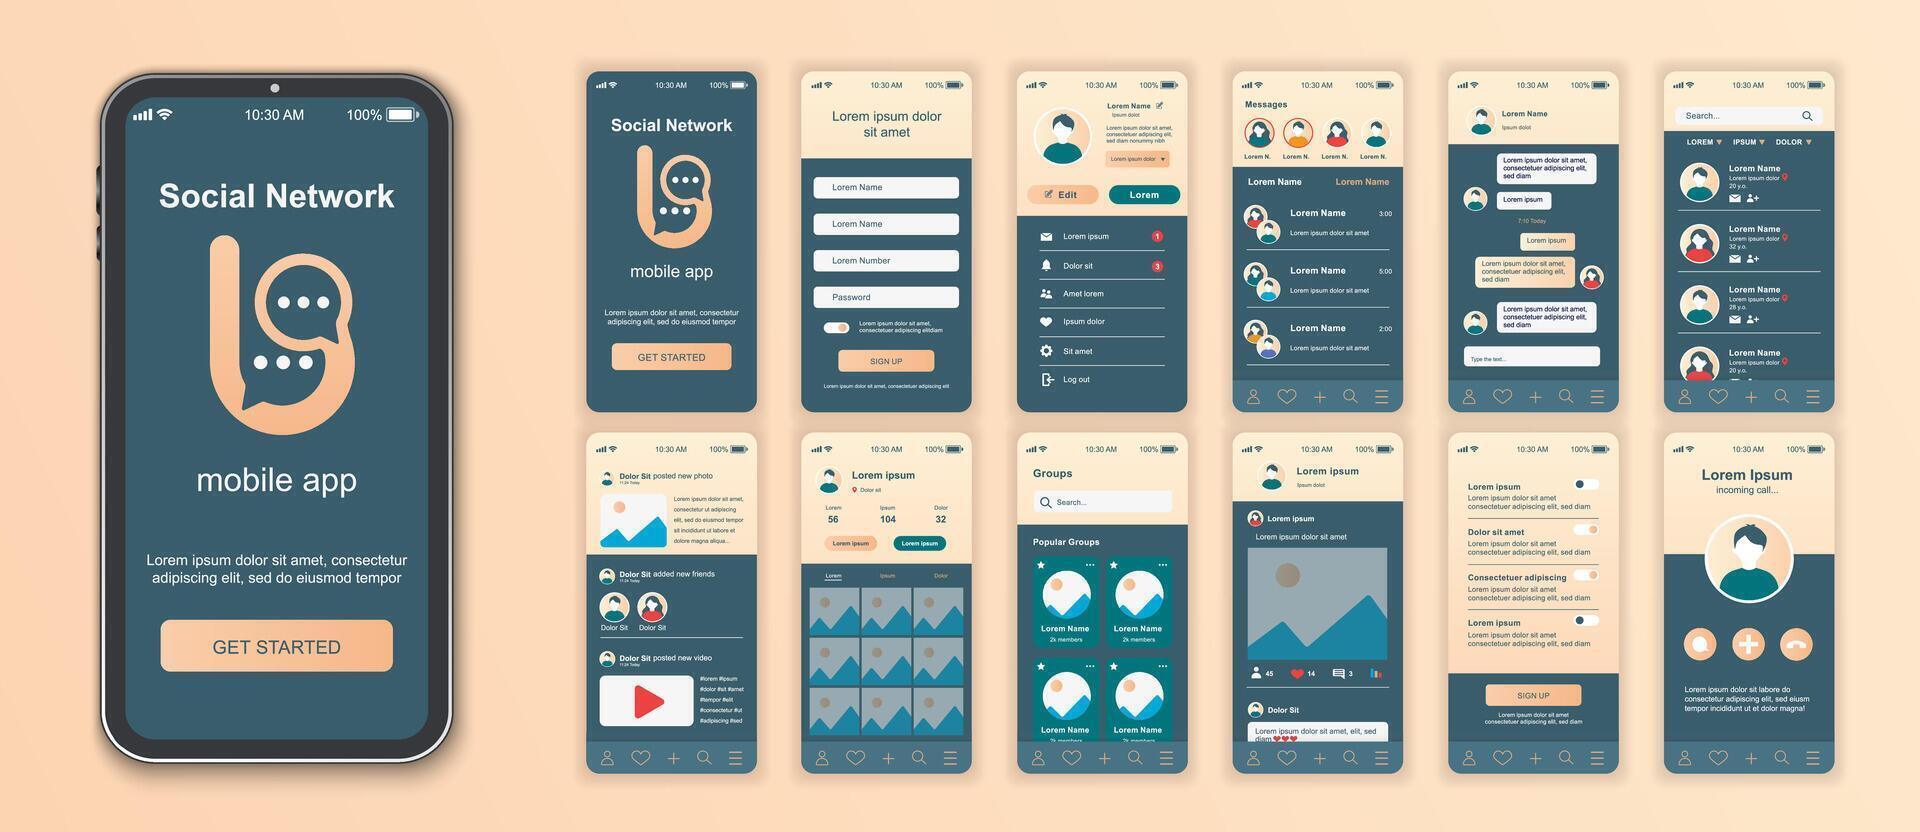 10:30 AM
100%
Social Network
mobile app
Lorem ipsum dolor sit amet, consectetur
adipiscing elit, sed do eiusmod tempor
GET STARTED
10:30 AM 100%
Social Network
mobile app
Lorem ipsum dolor sit amet, consectetur
adipiscing elit, sed do eiusmod tempor
GET STARTED
10:30 AM 100%
Lorem ipsum dolor
sit amet
Lorem Name
Lorem Name
Lorem Number
Password
Lorem ipsum dolor sit amet,
consectetuer adipiscing elitdiam
SIGN UP
Lorem ipsum dolor sit amet, consectetuer adipiscing elit
10:30 AM 100%
Lorem Name
Ipsum dolot
Lorem ipsum dolor sit amet,
consectetuer adipiscing elit,
sed diam nonummy nibh
Lorem ipsum dolor
Edit
Lorem
Lorem ipsum 1
Dolor sit 3
Amet lorem
Ipsum dolor
Sit amet
Log out
10:30 AM 100%
Messages
Lorem N. Lorem N. Lorem N. Lorem N.
Lorem Name Lorem Name
Lorem Name 3:00
Lorem ipsum dolor sit amet
Lorem Name 5:00
Lorem ipsum dolor sit amet
Lorem Name 2:00
Lorem ipsum dolor sit amet
10:30 AM 100%
Lorem Name
Ipsum dolot
Lorem ipsum dolor sit amet,
consectetuer adipiscing elit,
sed diam
Lorem ipsum
7:10 Today
Lorem ipsum
Lorem ipsum dolor sit amet,
consectetuer adipiscing elit,
sed diam
Lorem ipsum dolor sit amet,
consectetuer adipiscing elit,
sed diam
Type the text...
10:30 AM 100%
Search...
LOREM IPSUM DOLOR
Lorem Name
Lorem ipsum dolor
20 y.o.
Lorem Name
Lorem ipsum dolor
32 y.o.
Lorem Name
Lorem ipsum dolor
28 y.o.
Lorem Name
Lorem ipsum dolor
20 y.o.
10:30 AM 100%
Dolor Sit posted new photo
11:24 Today
Lorem ipsum dolor sit amet,
consectetur ut adipiscing
elit, sed do eiusmod tempor
sit incididunt ut labore et
dolore magna aliqua...
Dolor Sit added new friends
11:24 Today
Dolor Sit Dolor Sit
Dolor Sit posted new video
11:24 Today
#lorem #ipsum
#dolor #sit #amet
#tempor #elit
#consectetur #ut
#adipiscing #sed
10:30 AM 100%
Lorem ipsum
Dolor sit
Lorem Ipsum Dolor
56 104 32
Lorem ipsum Lorem ipsum
Lorem Ipsum Dolor
10:30 AM 100%
Groups
Search...
Popular Groups
Lorem Name Lorem Name
2k members 2k members
Lorem Name Lorem Name
2k members 2k members
10:30 AM 100%
Lorem ipsum
Ipsum dolot
Lorem ipsum
Lorem ipsum dolor sit amet
45 14 3
Dolor Sit
Lorem ipsum dolor sit amet, elit, sed
diam
10:30 AM 100%
Lorem ipsum
Lorem ipsum dolor sit amet
consectetuer adipiscing elit, sed diam
Dolor sit amet
Lorem ipsum dolor sit amet
consectetuer adipiscing elit, sed diam
Consectetuer adipiscing
Lorem ipsum dolor sit amet
consectetuer adipiscing elit, sed diam
Lorem ipsum
Lorem ipsum dolor sit amet
consectetuer adipiscing elit, sed diam
SIGN UP
Lorem ipsum dolor sit amet
consectetuer adipiscing elit, sed diam
10:30 AM 100%
Lorem Ipsum
incoming call...
Lorem ipsum dolor sit labore do
eiusmod amet, adipiscing elit, sed
tempor incididunt ut dolor magna!